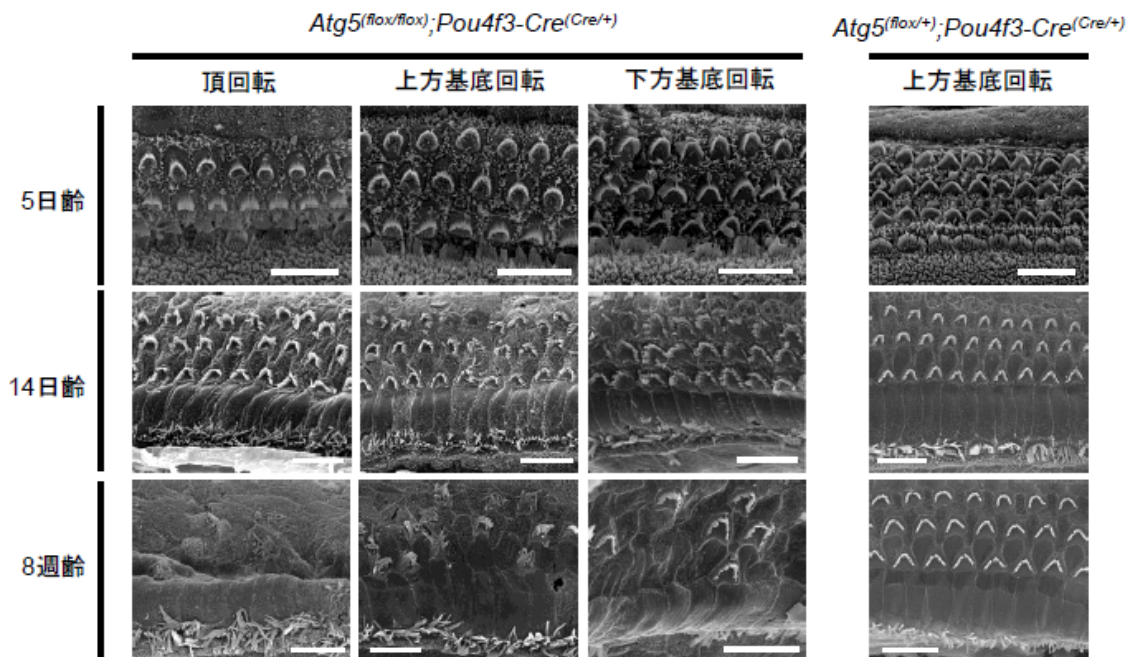 Atg5(flox/flox);Pou4f3-Cre(Cre/+)
Atg5(flox/+);Pou4f3-Cre(Cre/+)
頂回転
上方基底回転
下方基底回転
上方基底回転
5日齢
14日齢
8週齢